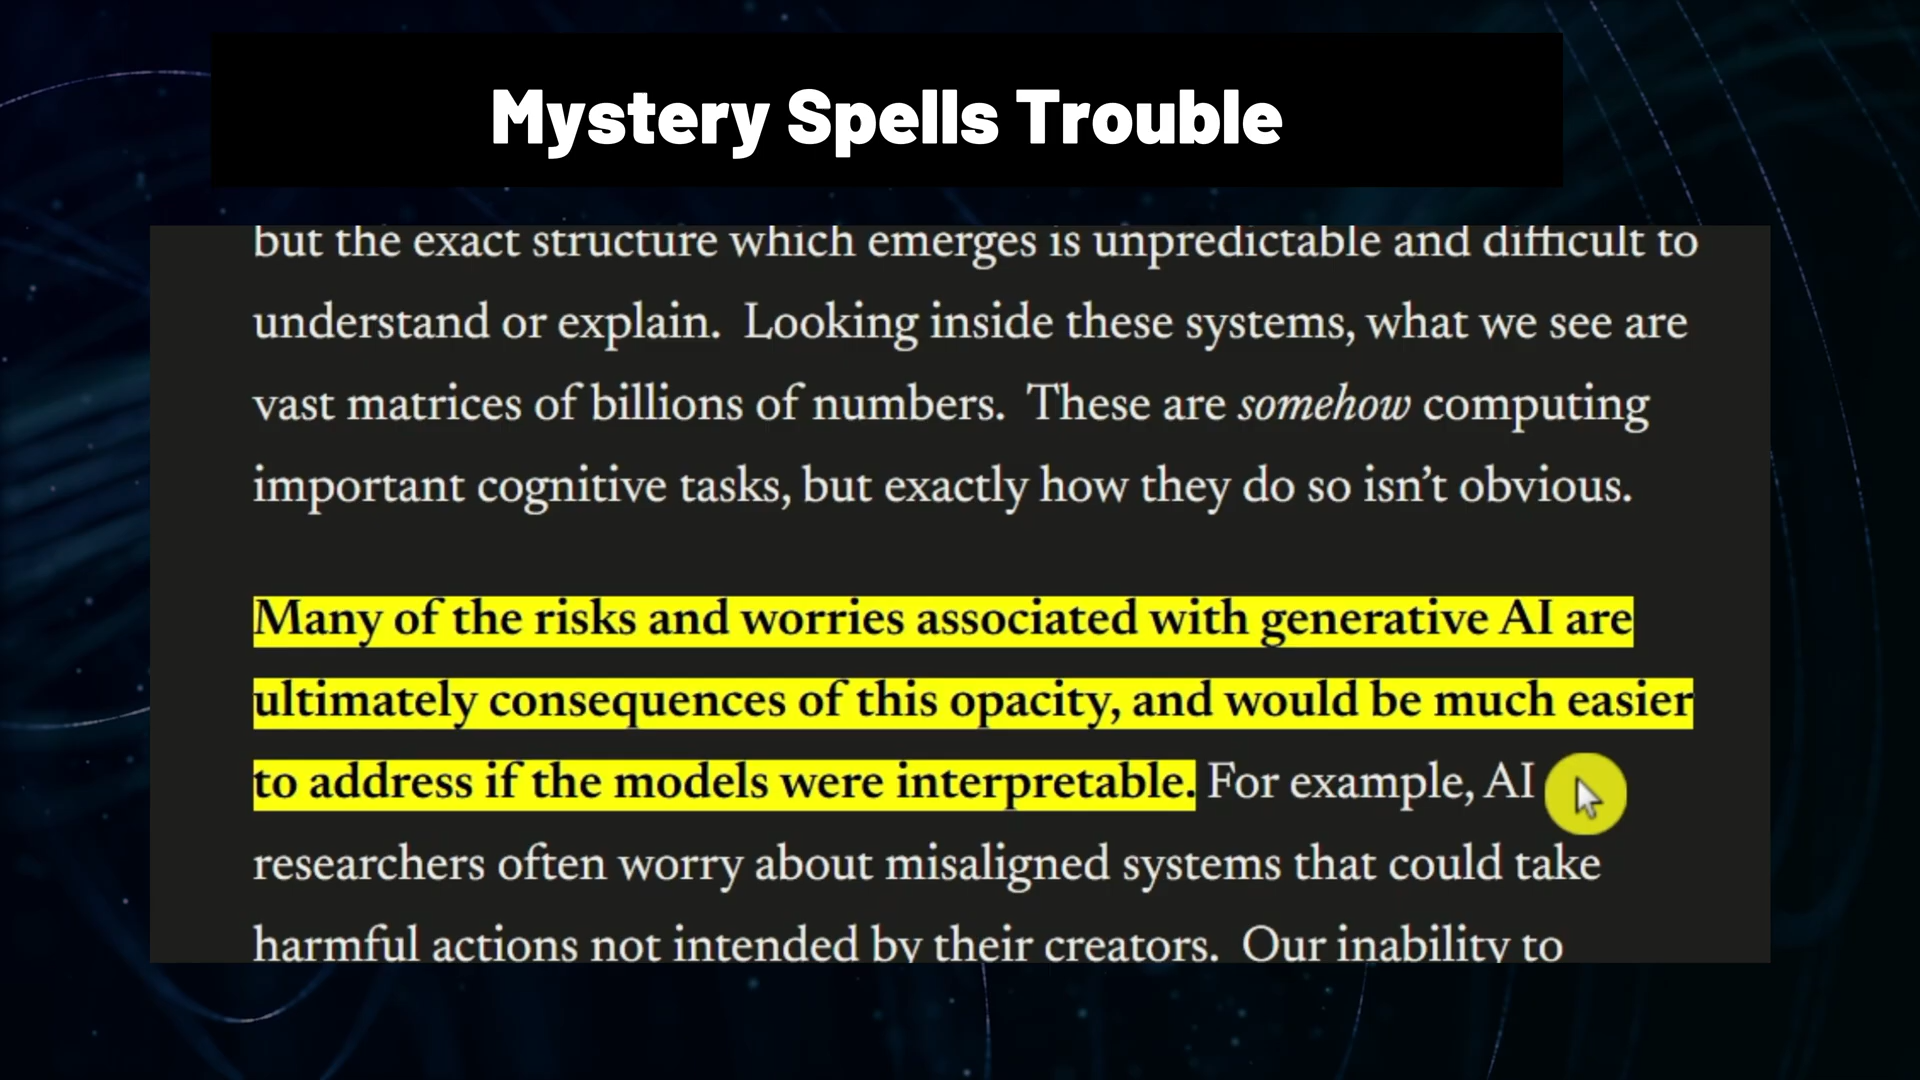 Mystery Spells Trouble
but the exact structure which emerges is unpredictable and difficult to
understand or explain. Looking inside these systems, what we see are
vast matrices of billions of numbers. These are somehow computing
important cognitive tasks, but exactly how they do so isn’t obvious.
Many of the risks and worries associated with generative AI are
ultimately consequences of this opacity, and would be much easier
to address if the models were interpretable. For example, AI
researchers often worry about misaligned systems that could take
harmful actions not intended by their creators. Our inability to